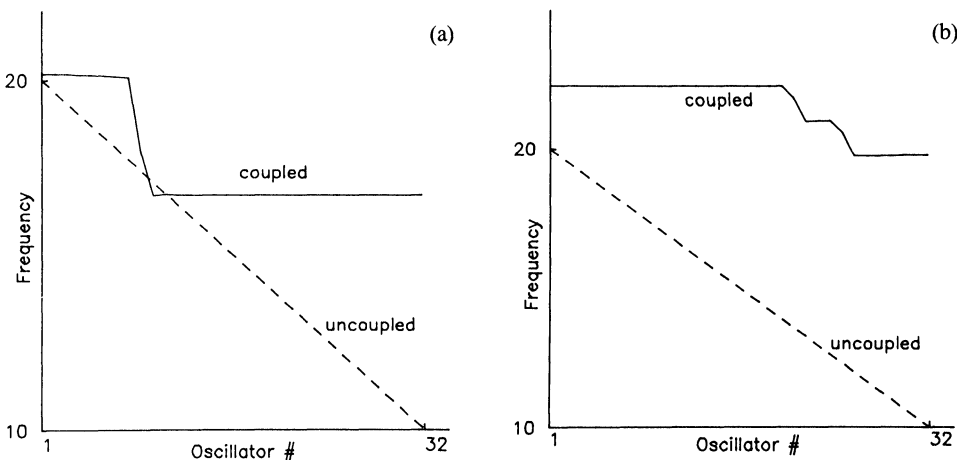 (a)
20
coupled
Frequency
uncoupled
10
1
Oscillator #
32
(b)
coupled
20
Frequency
uncoupled
10
1
Oscillator #
32